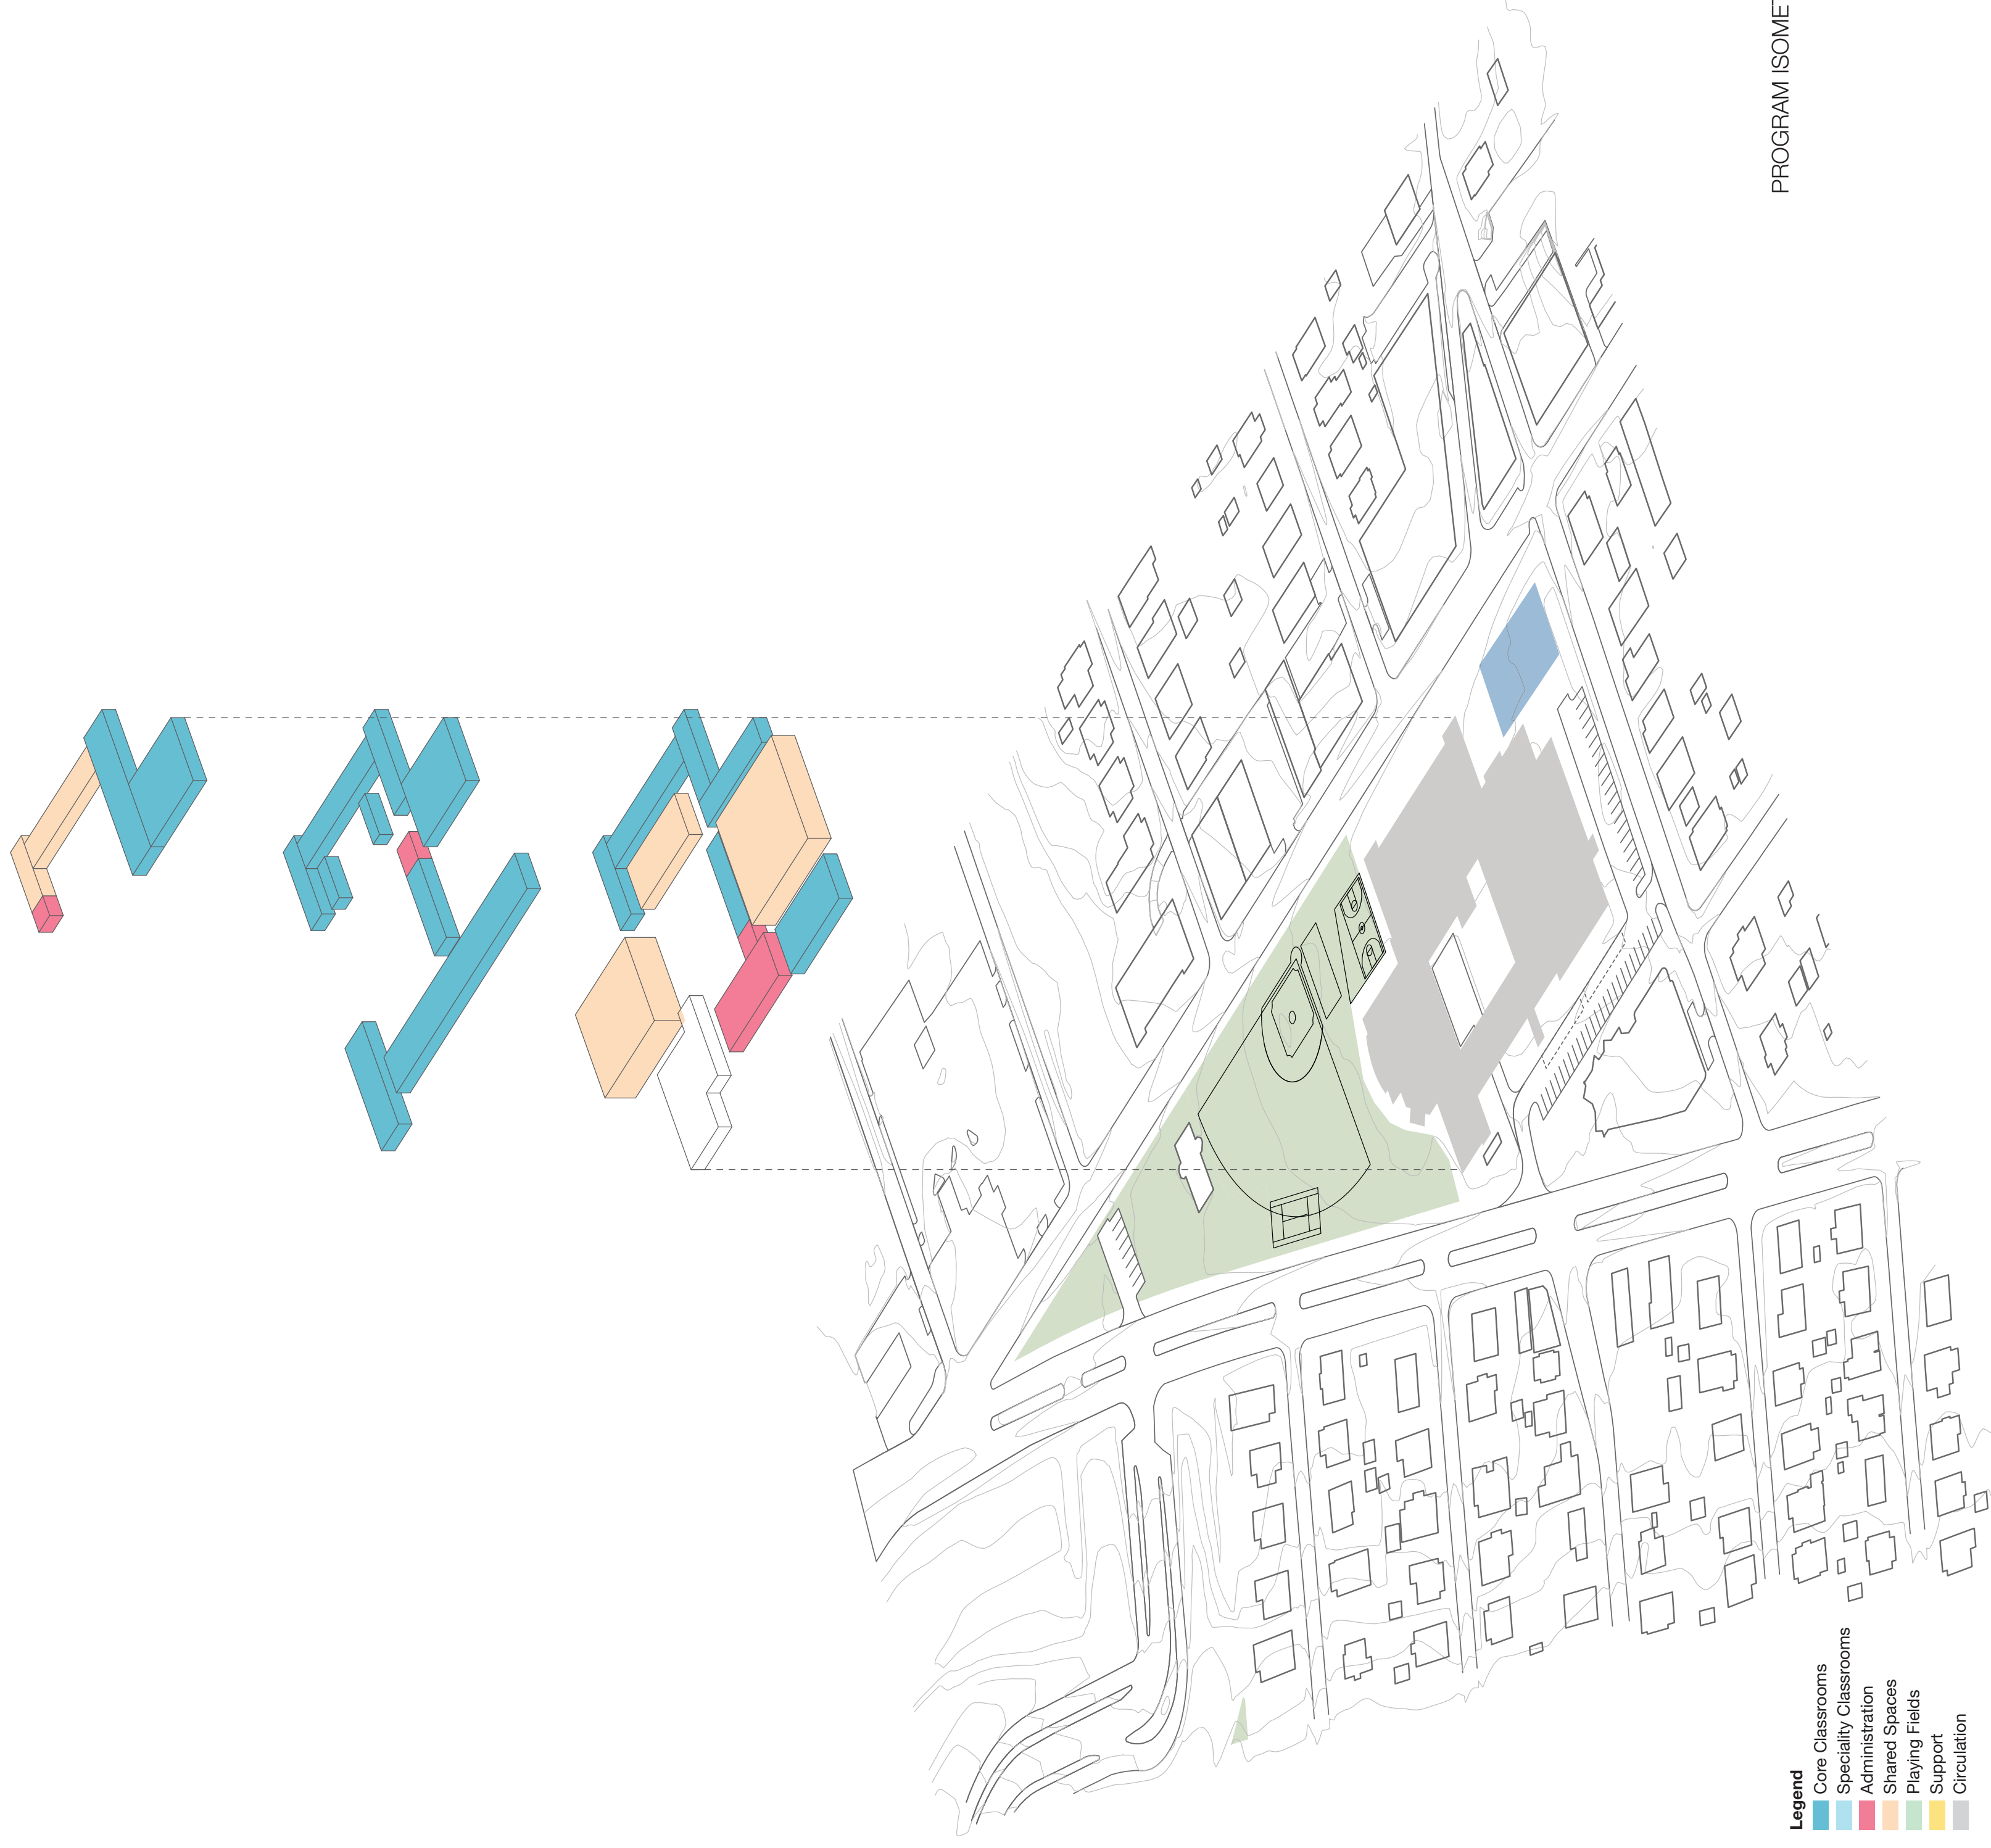 PROGRAM ISOMET
Legend
Core Classrooms
Speciality Classrooms
Administration
Shared Spaces
Playing Fields
Support
Circulation